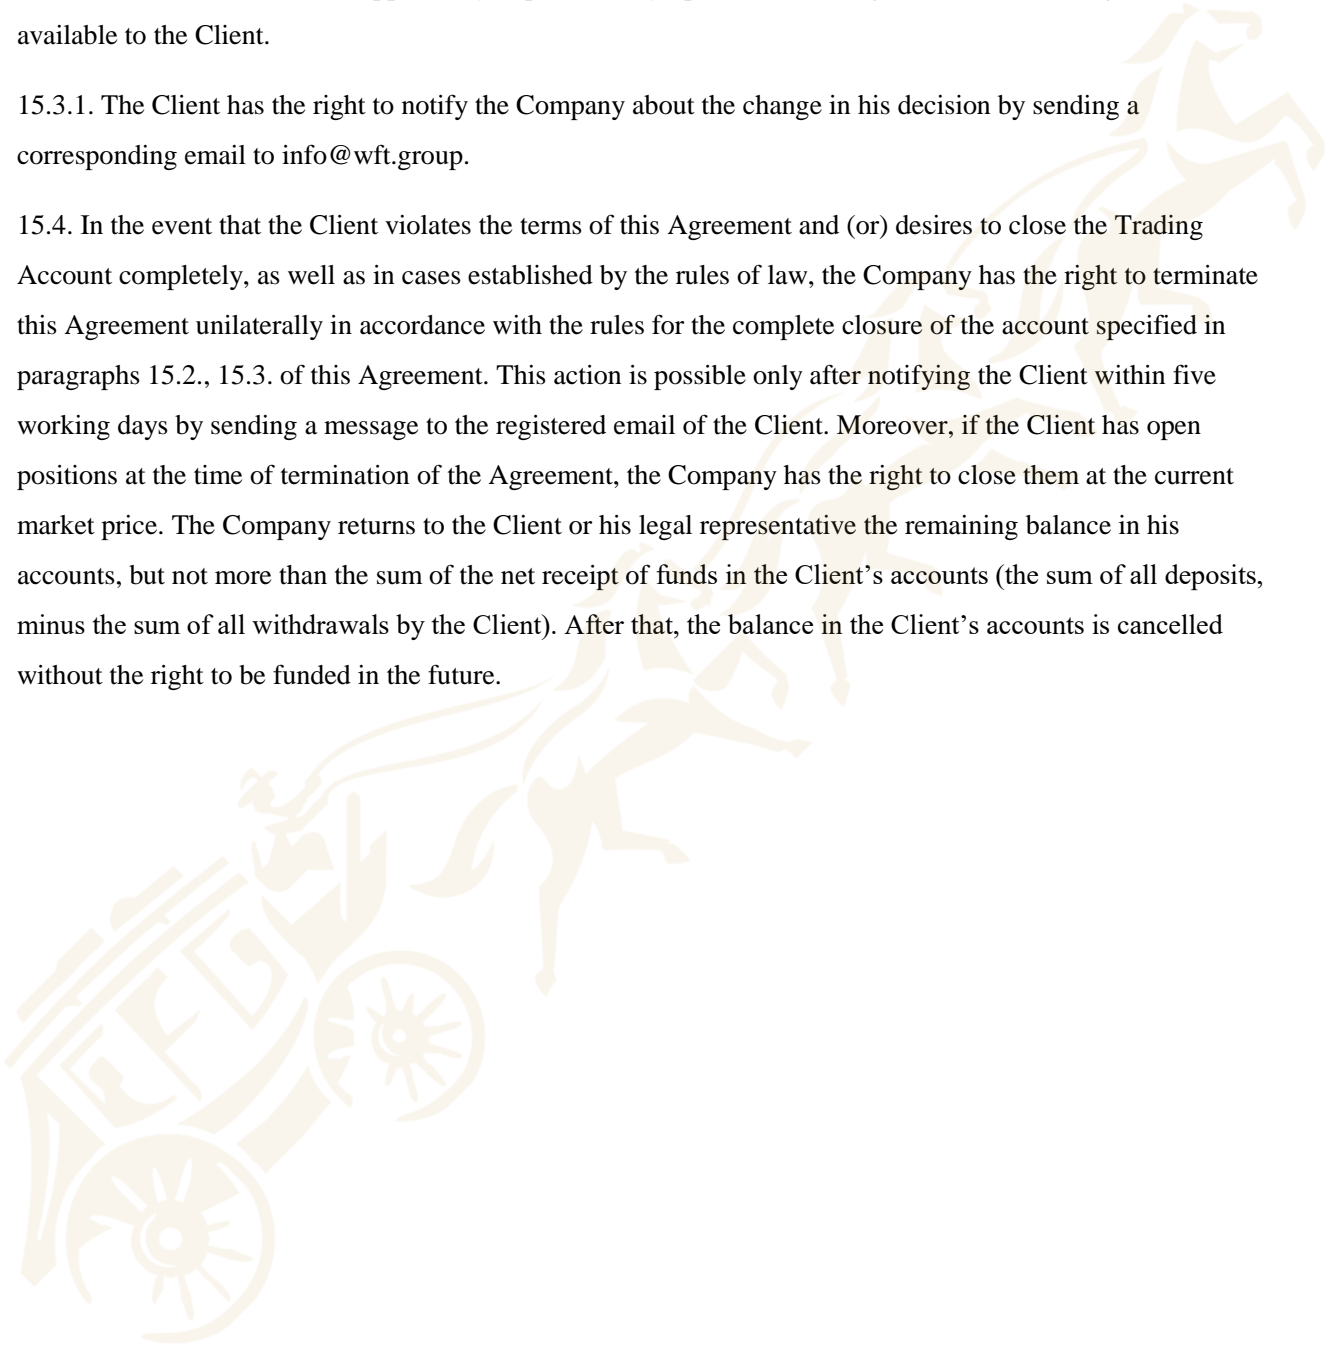 available to the Client.
15.3.1. The Client has the right to notify the Company about the change in his decision by sending a
corresponding email to info@wft.group.
15.4. In the event that the Client violates the terms of this Agreement and (or) desires to close the Trading
Account completely, as well as in cases established by the rules of law, the Company has the right to terminate
this Agreement unilaterally in accordance with the rules for the complete closure of the account specified in
paragraphs 15.2., 15.3. of this Agreement. This action is possible only after notifying the Client within five
working days by sending a message to the registered email of the Client. Moreover, if the Client has open
positions at the time of termination of the Agreement, the Company has the right to close them at the current
market price. The Company returns to the Client or his legal representative the remaining balance in his
accounts, but not more than the sum of the net receipt of funds in the Client’s accounts (the sum of all deposits,
minus the sum of all withdrawals by the Client). After that, the balance in the Client’s accounts is cancelled
without the right to be funded in the future.